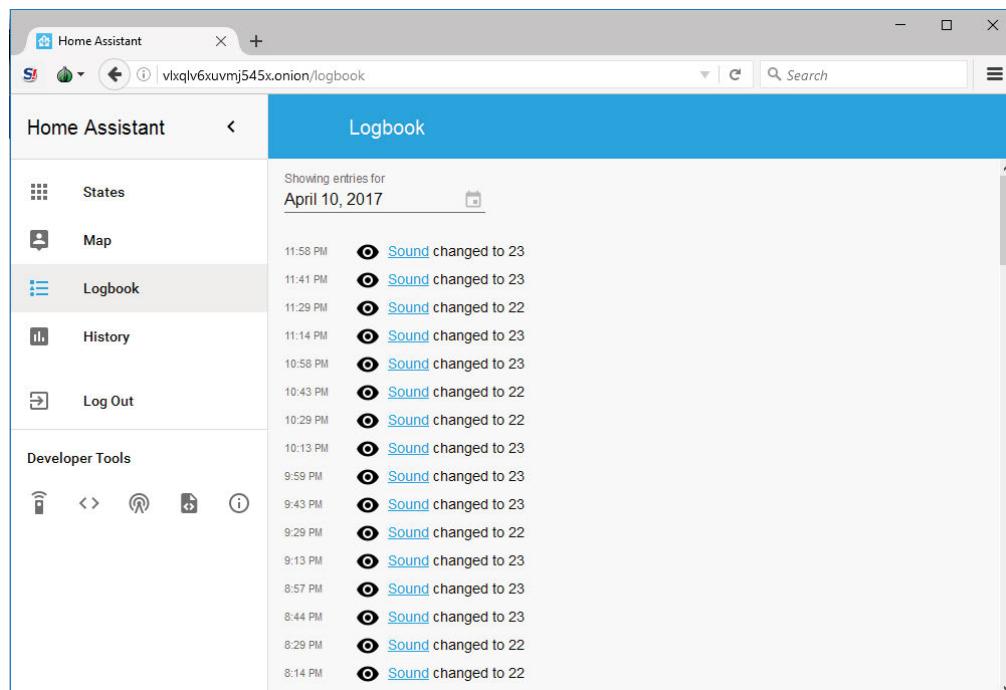 Home Assistant
vlxqlv6xuvmj545x.onion/logbook
Search
Home Assistant
Logbook
States
Map
Logbook
History
Log Out
Developer Tools
Showing entries for
April 10, 2017
11:58 PM Sound changed to 23
11:41 PM Sound changed to 23
11:29 PM Sound changed to 22
11:14 PM Sound changed to 23
10:58 PM Sound changed to 23
10:43 PM Sound changed to 22
10:29 PM Sound changed to 22
10:13 PM Sound changed to 23
9:59 PM Sound changed to 23
9:43 PM Sound changed to 23
9:29 PM Sound changed to 22
9:13 PM Sound changed to 23
8:57 PM Sound changed to 23
8:44 PM Sound changed to 23
8:29 PM Sound changed to 22
8:14 PM Sound changed to 22